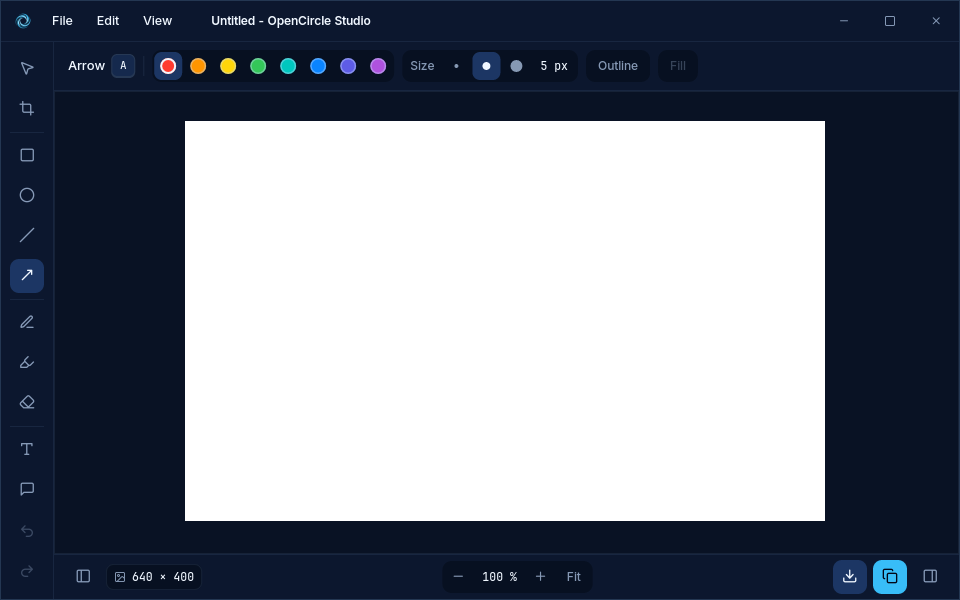 File Edit View Untitled - OpenCircle Studio
Arrow A Size 5 px Outline Fill
640 × 400 100 % Fit